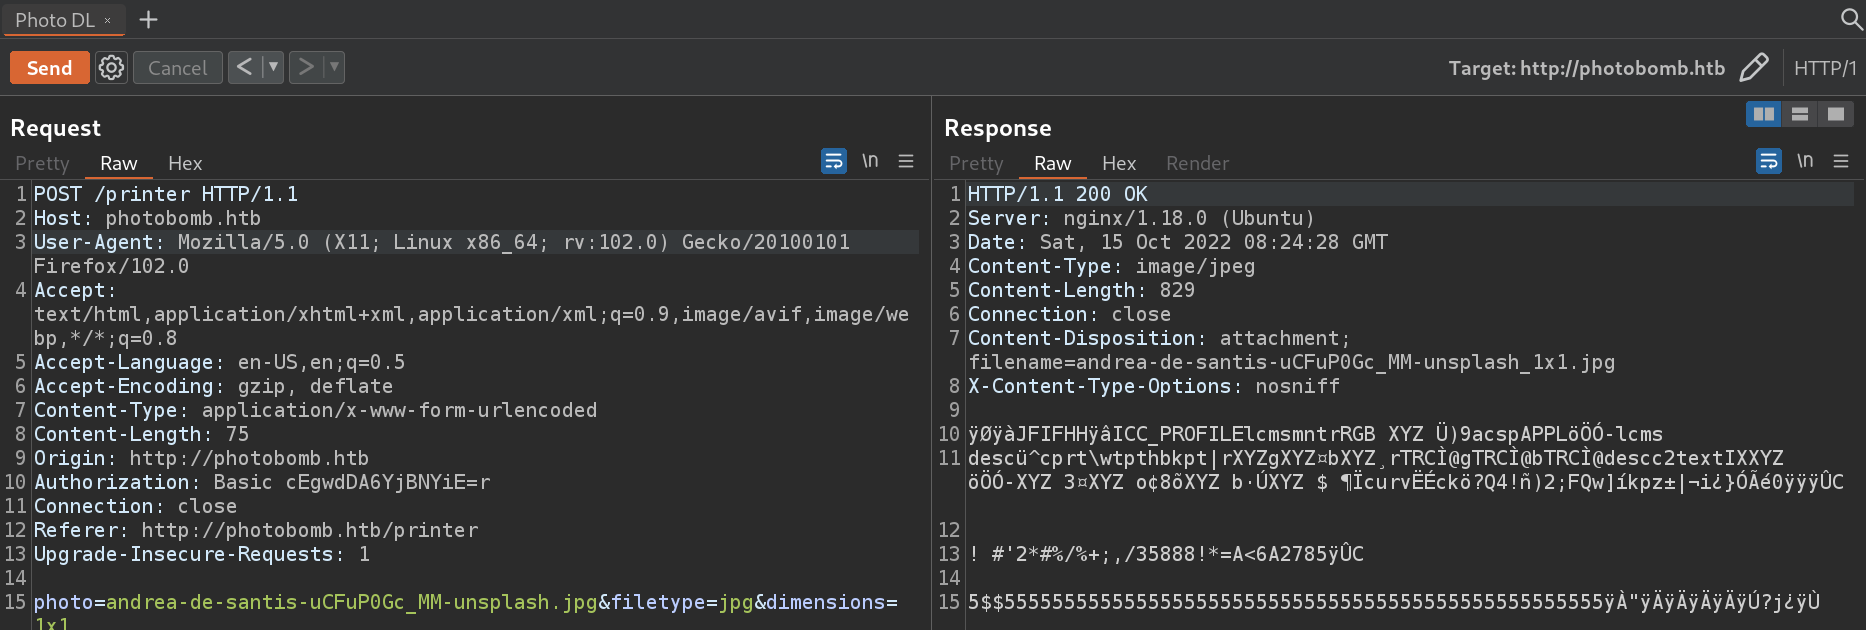 Photo DL ×
Send Cancel < >
Target: http://photobomb.htb HTTP/1
Request
Pretty Raw Hex \n
1 POST /printer HTTP/1.1
2 Host: photobomb.htb
3 User-Agent: Mozilla/5.0 (X11; Linux x86_64; rv:102.0) Gecko/20100101
Firefox/102.0
4 Accept:
text/html,application/xhtml+xml,application/xml;q=0.9,image/avif,image/we
bp,*/*;q=0.8
5 Accept-Language: en-US,en;q=0.5
6 Accept-Encoding: gzip, deflate
7 Content-Type: application/x-www-form-urlencoded
8 Content-Length: 75
9 Origin: http://photobomb.htb
10 Authorization: Basic cEgwdDA6YjBNYiE=r
11 Connection: close
12 Referer: http://photobomb.htb/printer
13 Upgrade-Insecure-Requests: 1
14
15 photo=andrea-de-santis-uCFuP0Gc_MM-unsplash.jpg&filetype=jpg&dimensions=
1x1
Response
Pretty Raw Hex Render \n
1 HTTP/1.1 200 OK
2 Server: nginx/1.18.0 (Ubuntu)
3 Date: Sat, 15 Oct 2022 08:24:28 GMT
4 Content-Type: image/jpeg
5 Content-Length: 829
6 Connection: close
7 Content-Disposition: attachment;
filename=andrea-de-santis-uCFuP0Gc_MM-unsplash_1x1.jpg
8 X-Content-Type-Options: nosniff
9
10 ÿØÿàJFIFHHÿâICC_PROFILElcmsmntrRGB XYZ Ü)9acspAPPLöÖÓ-lcms
11 descü^cprt\wtpthbkpt|rXYZgXYZ¤bXYZ¸rTRCÌ@gTRCÌ@bTRCÌ@descc2textIXXYZ
öÖÓ-XYZ 3¤XYZ o¢8õXYZ b·ÚXYZ $ ¶ÏcurvËÉckö?Q4!ñ)2;FQw]íkpz±|¬i¿}ÓÃé0ÿÿÿÛC
12
13 ! #'2*#%/%+;,/35888!*=A<6A2785ÿÛC
14
15 5$$55555555555555555555555555555555555555555555555555ÿÀ"ÿÄÿÄÿÄÿÄÿÚ?j¿ÿÙ